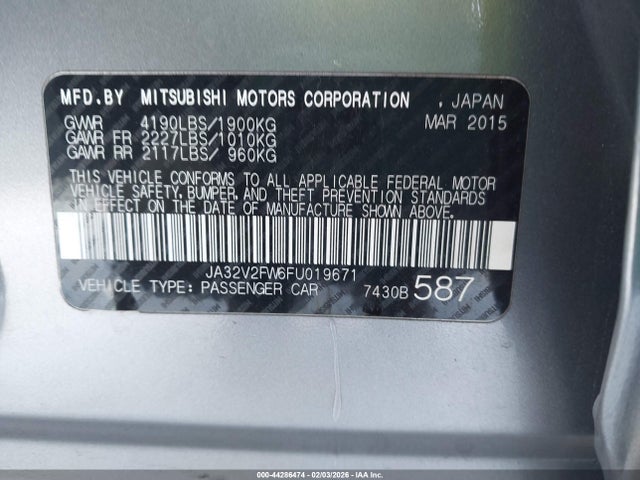 MFD.BY MITSUBISHI MOTORS CORPORATION , JAPAN
GVWR 4190LBS/1900KG MAR 2015
GAWR FR 2227LBS/1010KG
GAWR RR 2117LBS/ 960KG
THIS VEHICLE CONFORMS TO ALL APPLICABLE FEDERAL MOTOR
VEHICLE SAFETY, BUMPER, AND THEFT PREVENTION STANDARDS
IN EFFECT ON THE DATE OF MANUFACTURE SHOWN ABOVE.
JA32V2FW6FU019671
VEHICLE TYPE: PASSENGER CAR 7430B 587
000-44286474 - 02/03/2026 - IAA Inc.